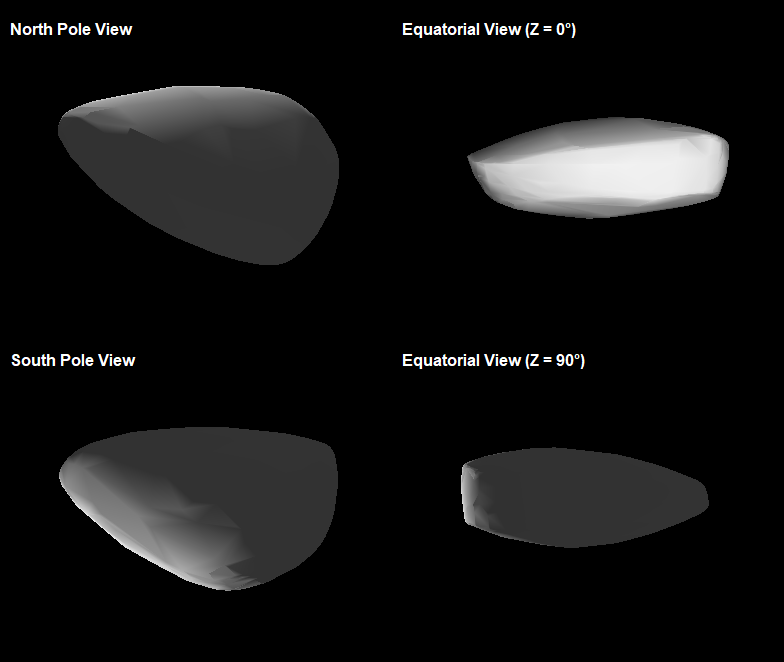 North Pole View
Equatorial View (Z = 0°)
South Pole View
Equatorial View (Z = 90°)